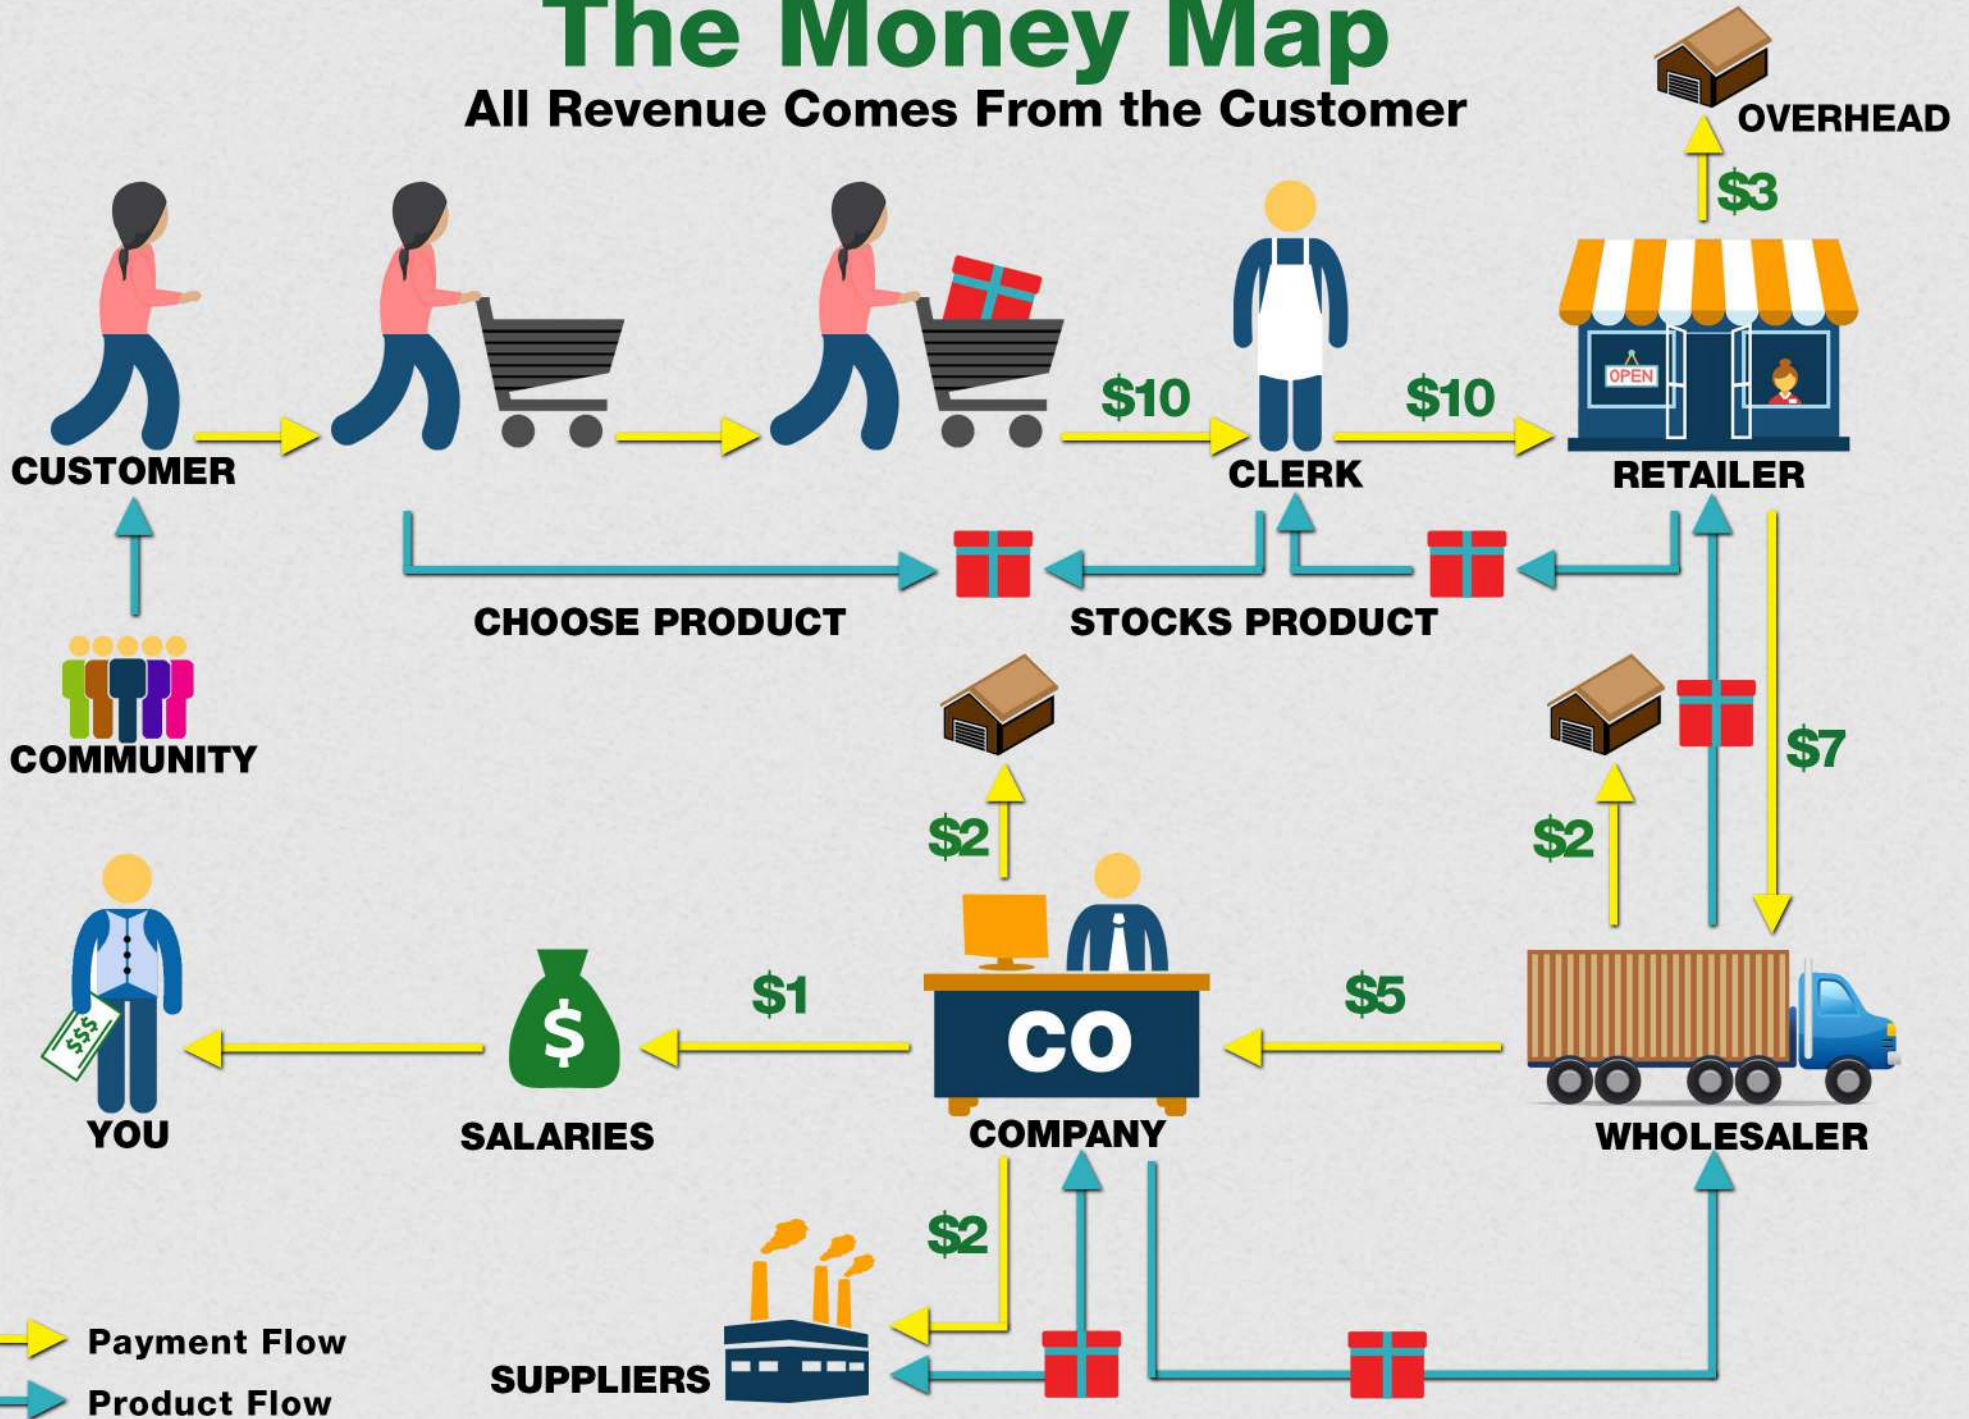 The Money Map
All Revenue Comes From the Customer
OVERHEAD
$3
$10
$10
OPEN
CUSTOMER
CLERK
RETAILER
CHOOSE PRODUCT
STOCKS PRODUCT
COMMUNITY
$7
$2
$2
$
$$$
$1
CO
$5
YOU
SALARIES
COMPANY
WHOLESALER
$2
SUPPLIERS
Payment Flow
Product Flow